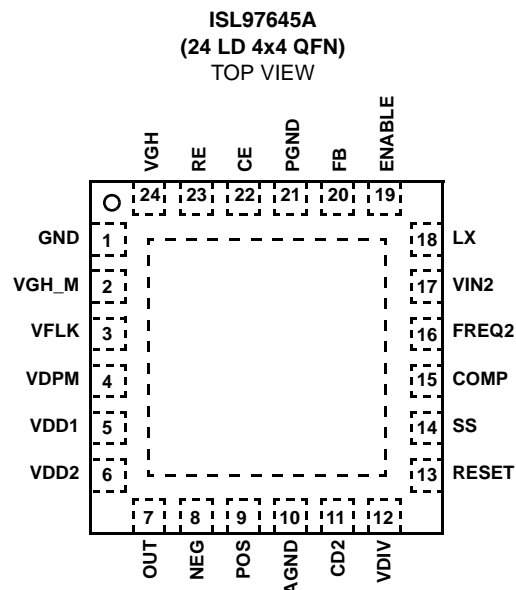 ISL97645A
(24 LD 4x4 QFN)
TOP VIEW
VGH
RE
CE
PGND
FB
ENABLE
24 23 22 21 20 19
GND 1 18 LX
VGH_M 2 17 VIN2
VFLK 3 16 FREQ2
VDPM 4 15 COMP
VDD1 5 14 SS
VDD2 6 13 RESET
7 8 9 10 11 12
OUT
NEG
POS
AGND
CD2
VDIV